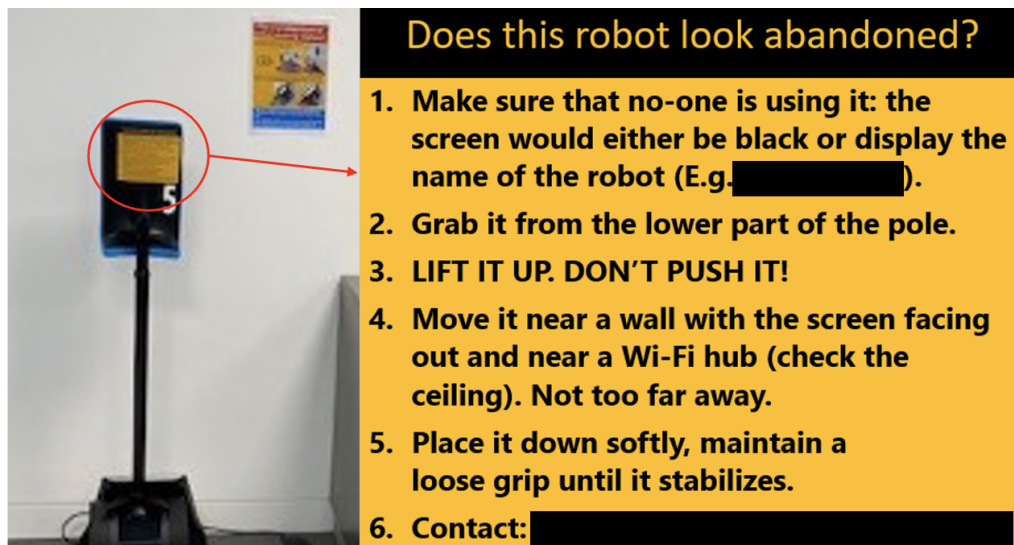 Does this robot look abandoned?
1. Make sure that no-one is using it: the
screen would either be black or display the
name of the robot (E.g. ).
2. Grab it from the lower part of the pole.
3. LIFT IT UP. DON'T PUSH IT!
4. Move it near a wall with the screen facing
out and near a Wi-Fi hub (check the
ceiling). Not too far away.
5. Place it down softly, maintain a
loose grip until it stabilizes.
6. Contact:
5